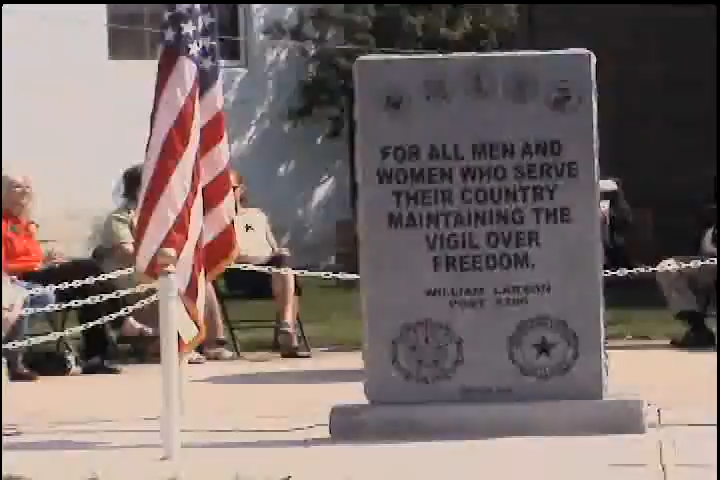 FOR ALL MEN AND
WOMEN WHO SERVE
THEIR COUNTRY
MAINTAINING THE
VIGIL OVER
FREEDOM.
WILLIAM LARSON
POST